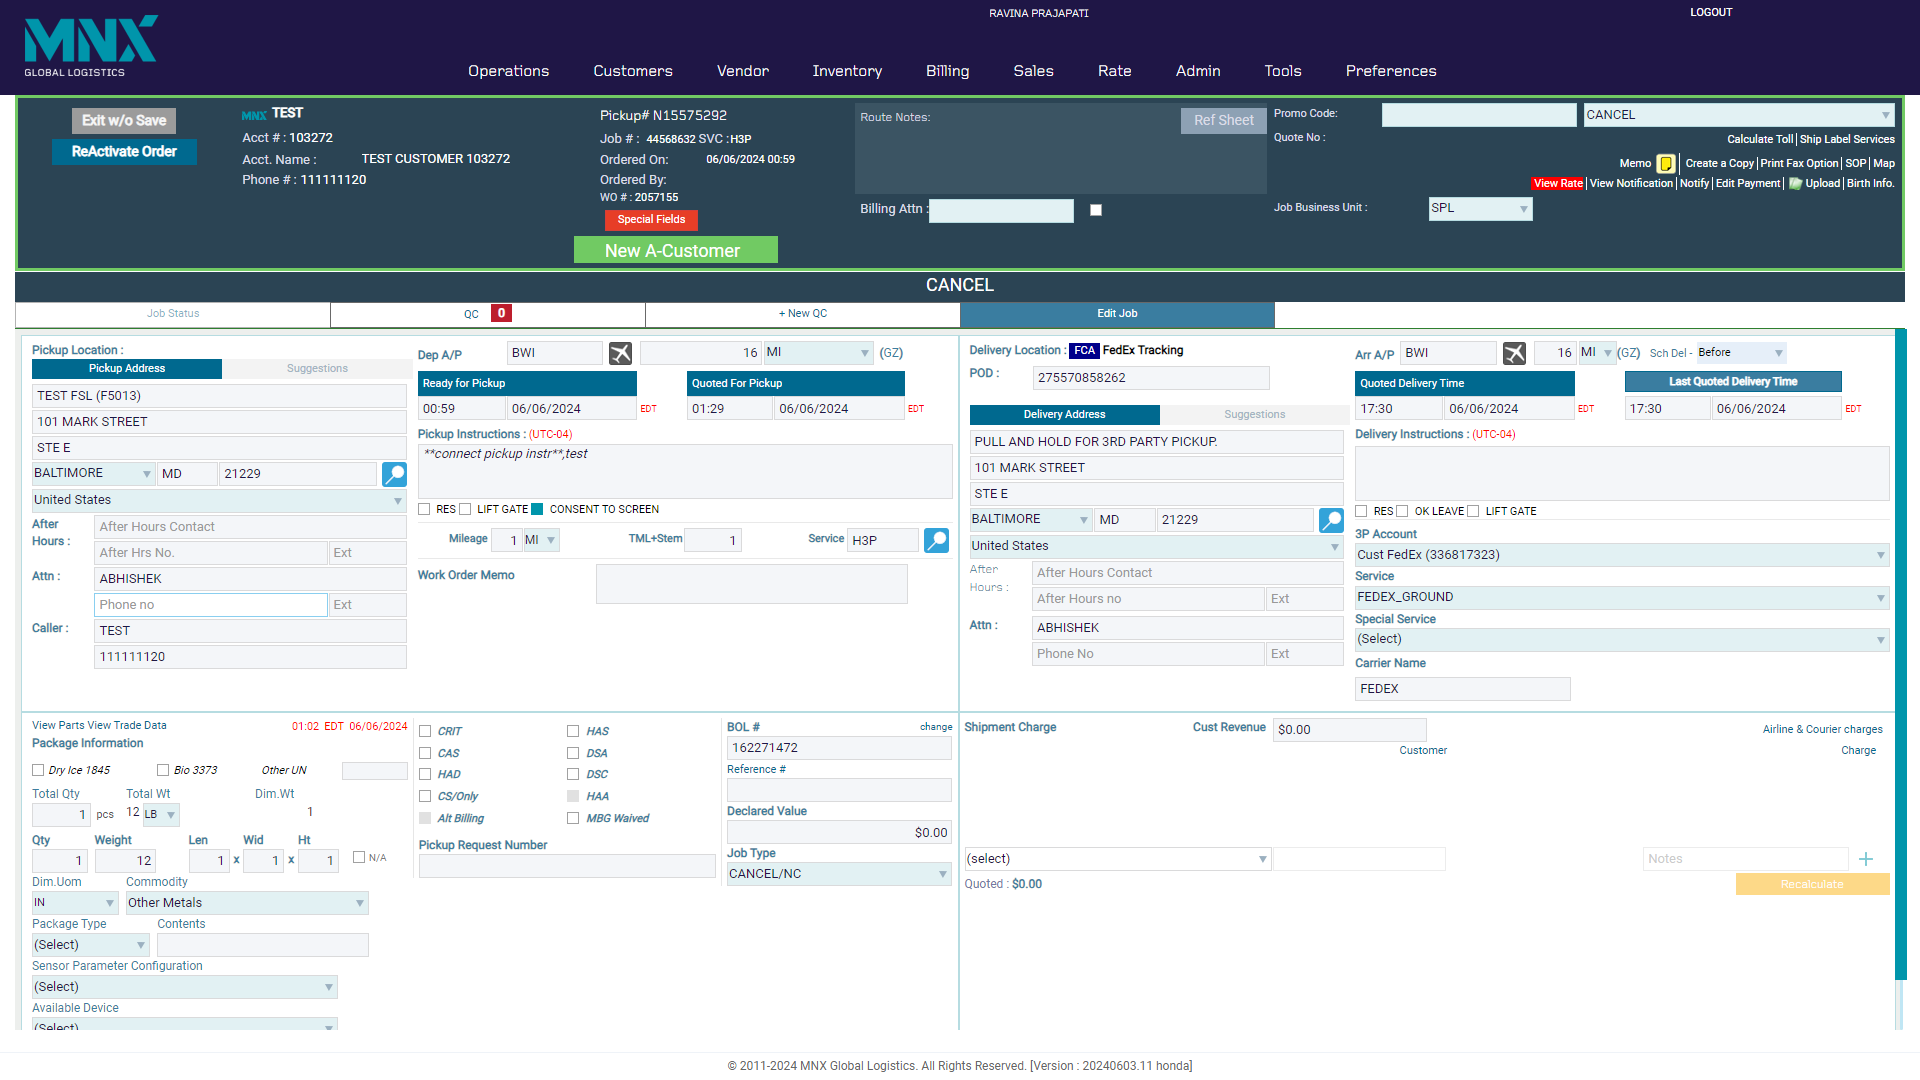 RAVINA PRAJAPATI
LOGOUT
MNX
GLOBAL LOGISTICS
Operations Customers Vendor Inventory Billing Sales Rate Admin Tools Preferences
Exit w/o Save
ReActivate Order
MNX TEST
Acct # : 103272
Acct. Name : TEST CUSTOMER 103272
Phone # : 111111120
Pickup# N15575292
Job # : 44568632 SVC : H3P
Ordered On: 06/06/2024 00:59
Ordered By:
WO # : 2057155
Special Fields
New A-Customer
Route Notes:
Ref Sheet
Billing Attn :
Promo Code:
CANCEL
Quote No :
Calculate Toll Ship Label Services
Memo Create a Copy Print Fax Option SOP Map
View Rate View Notification Notify Edit Payment Upload Birth Info.
Job Business Unit : SPL
CANCEL
Job Status
QC 0
+ New QC
Edit Job
Pickup Location :
Pickup Address
Suggestions
TEST FSL (F5013)
101 MARK STREET
STE E
BALTIMORE MD 21229
United States
After Hours : After Hours Contact
After Hrs No. Ext
Attn : ABHISHEK
Phone no Ext
Caller : TEST
111111120
Dep A/P BWI 16 MI (GZ)
Ready for Pickup
00:59 06/06/2024 EDT
Quoted For Pickup
01:29 06/06/2024 EDT
Pickup Instructions : (UTC-04)
**connect pickup instr**,test
RES LIFT GATE CONSENT TO SCREEN
Mileage 1 MI TML+Stem 1 Service H3P
Work Order Memo
Delivery Location : FCA FedEx Tracking
POD : 275570858262
Delivery Address
Suggestions
PULL AND HOLD FOR 3RD PARTY PICKUP.
101 MARK STREET
STE E
BALTIMORE MD 21229
United States
After Hours : After Hours Contact
After Hours no Ext
Attn : ABHISHEK
Phone No Ext
Arr A/P BWI 16 MI (GZ) Sch Del - Before
Quoted Delivery Time
17:30 06/06/2024 EDT
Last Quoted Delivery Time
17:30 06/06/2024 EDT
Delivery Instructions : (UTC-04)
RES OK LEAVE LIFT GATE
3P Account
Cust FedEx (336817323)
Service
FEDEX_GROUND
Special Service
(Select)
Carrier Name
FEDEX
View Parts View Trade Data 01:02 EDT 06/06/2024
Package Information
Dry Ice 1845 Bio 3373 Other UN
Total Qty Total Wt Dim.Wt
1 pcs 12 LB 1
Qty Weight Len Wid Ht
1 12 1 x 1 x 1 N/A
Dim.Uom Commodity
IN Other Metals
Package Type Contents
(Select)
Sensor Parameter Configuration
(Select)
Available Device
(Select)
CRIT HAS
CAS DSA
HAD DSC
CS/Only HAA
Alt Billing MBG Waived
Pickup Request Number
BOL # change
162271472
Reference #
Declared Value
$0.00
Job Type
CANCEL/NC
Shipment Charge Cust Revenue $0.00
Airline & Courier charges
Customer Charge
(select) Notes +
Quoted : $0.00
Recalculate
© 2011-2024 MNX Global Logistics. All Rights Reserved. [Version : 20240603.11 honda]